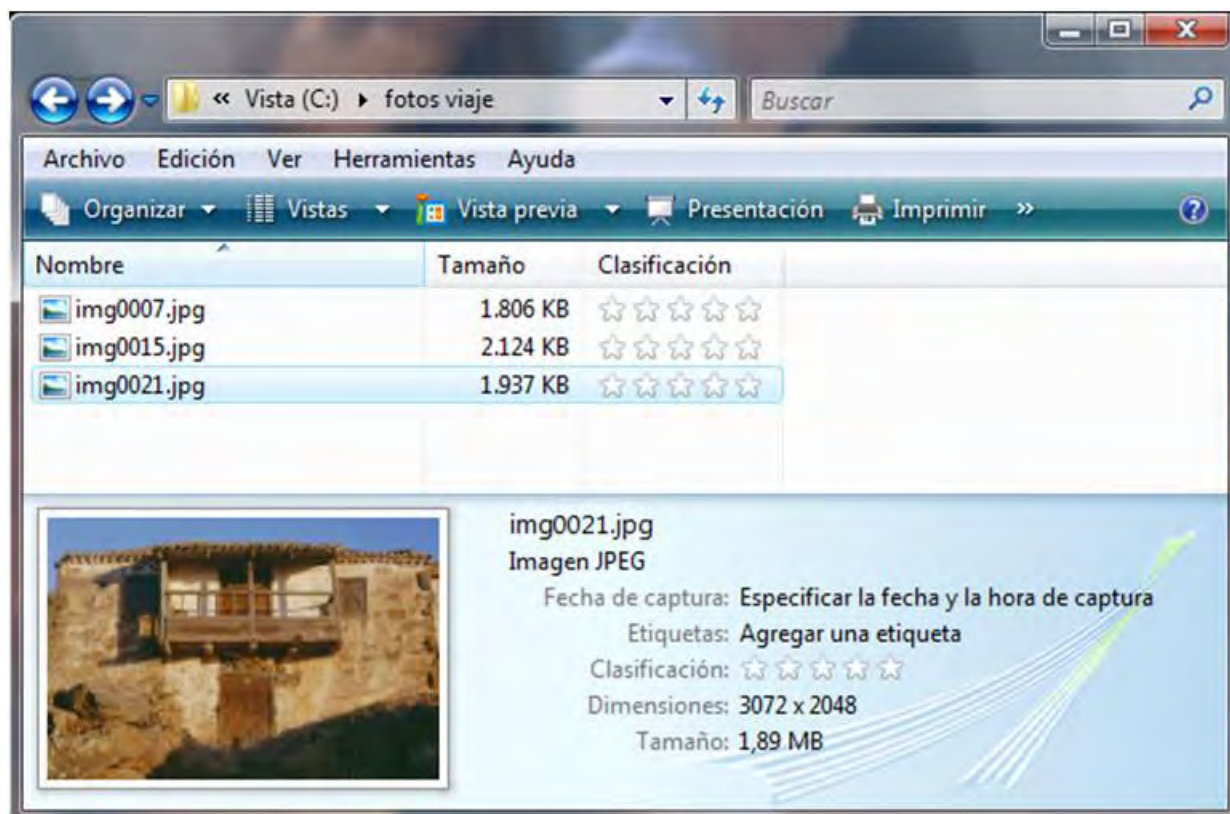 « Vista (C:) ▸ fotos viaje Buscar
Archivo Edición Ver Herramientas Ayuda
Organizar Vistas Vista previa Presentación Imprimir »
Nombre Tamaño Clasificación
img0007.jpg 1.806 KB
img0015.jpg 2.124 KB
img0021.jpg 1.937 KB
img0021.jpg
Imagen JPEG
Fecha de captura: Especificar la fecha y la hora de captura
Etiquetas: Agregar una etiqueta
Clasificación:
Dimensiones: 3072 x 2048
Tamaño: 1,89 MB